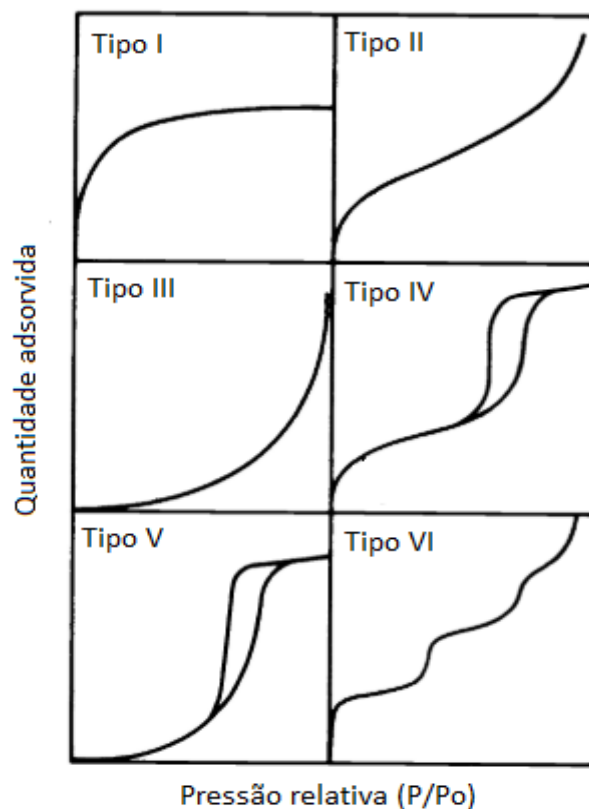 Tipo I
Tipo II
Tipo III
Tipo IV
Tipo V
Tipo VI
Quantidade adsorvida
Pressão relativa (P/Po)